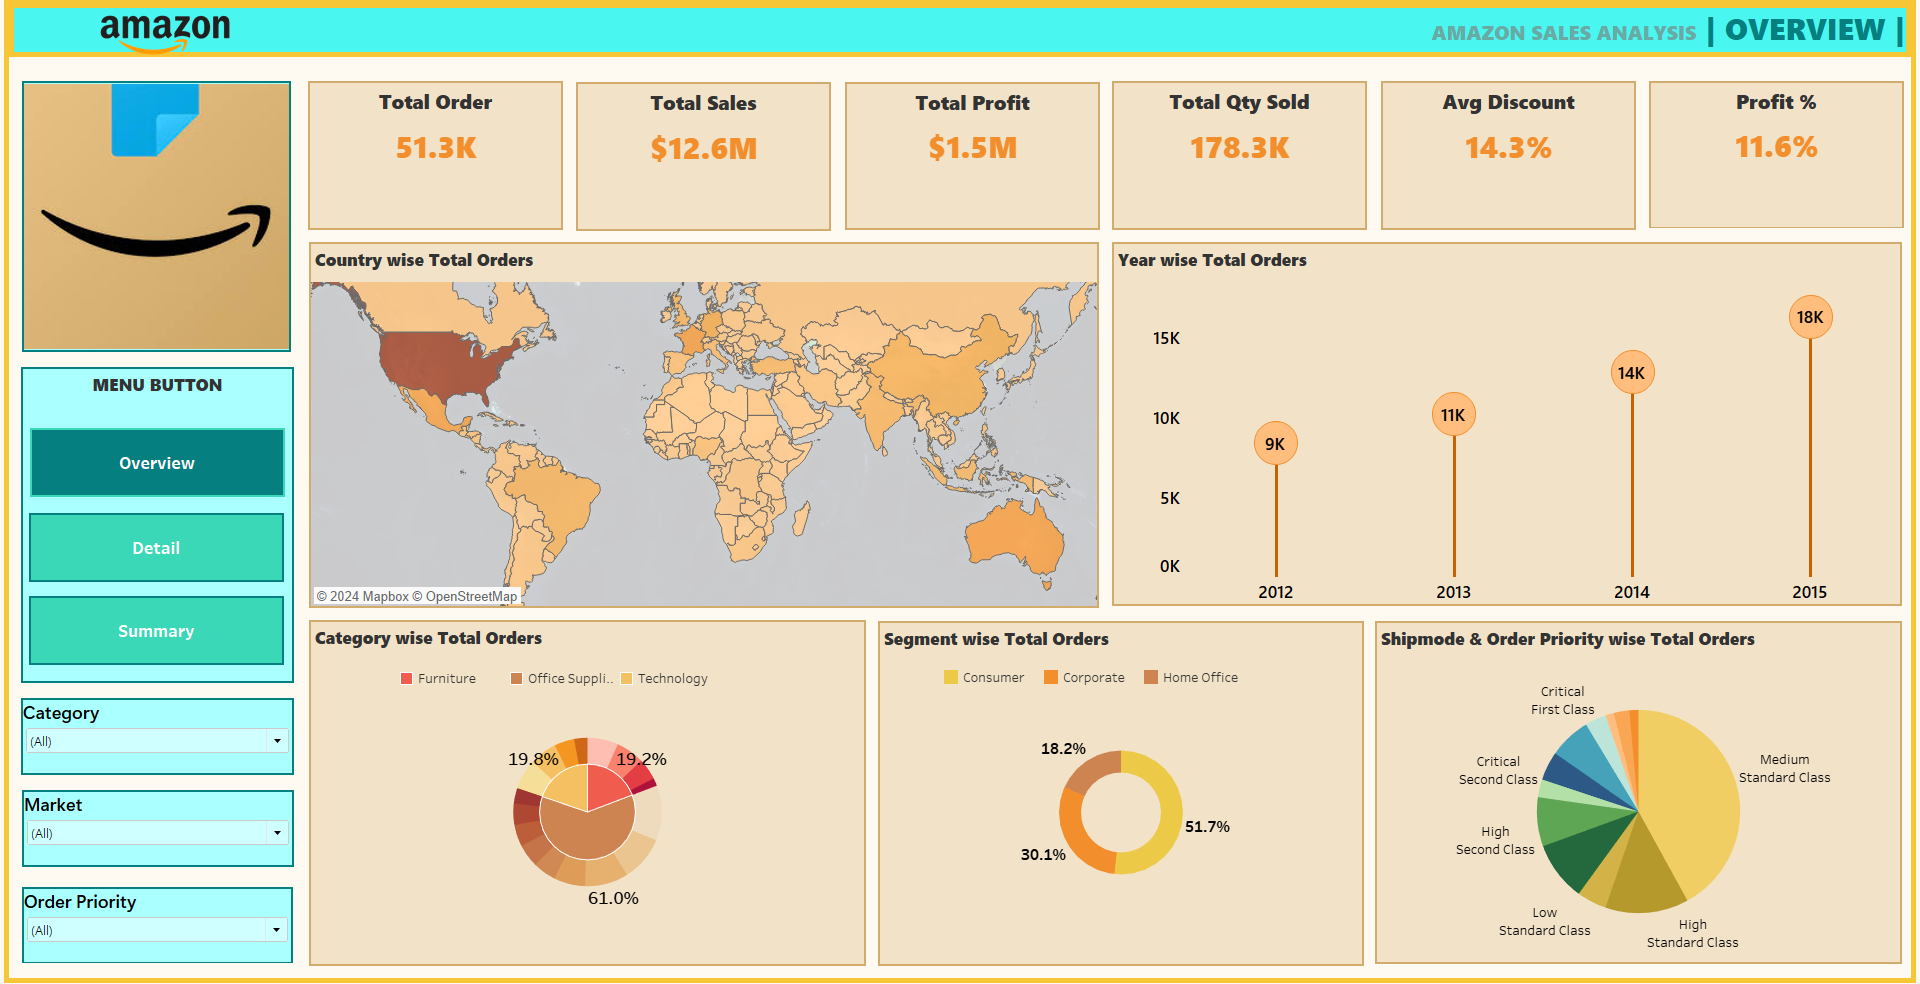 amazon
AMAZON SALES ANALYSIS | OVERVIEW |
Total Order
51.3K
Total Sales
$12.6M
Total Profit
$1.5M
Total Qty Sold
178.3K
Avg Discount
14.3%
Profit %
11.6%
MENU BUTTON
Overview
Detail
Summary
Category
(All)
Market
(All)
Order Priority
(All)
Country wise Total Orders
© 2024 Mapbox © OpenStreetMap
Year wise Total Orders
15K
10K
5K
0K
9K
11K
14K
18K
2012
2013
2014
2015
Category wise Total Orders
Furniture
Office Suppli..
Technology
19.8%
19.2%
61.0%
Segment wise Total Orders
Consumer
Corporate
Home Office
18.2%
51.7%
30.1%
Shipmode & Order Priority wise Total Orders
Critical
First Class
Medium
Standard Class
Critical
Second Class
High
Second Class
Low
Standard Class
High
Standard Class